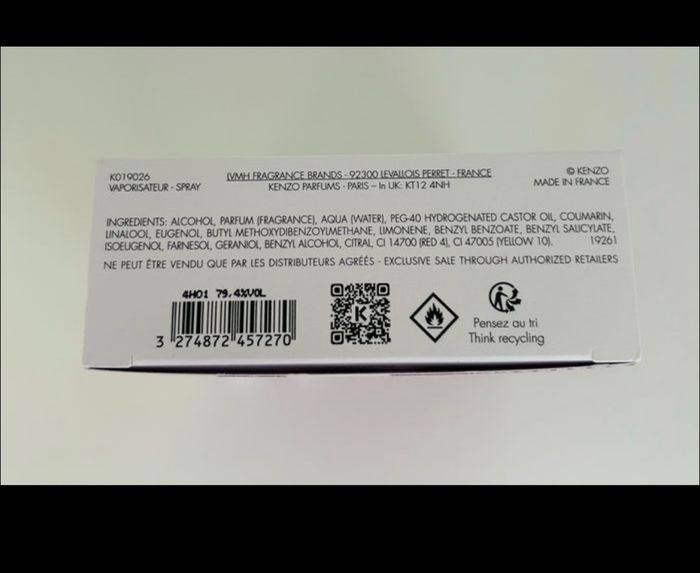 K019026
VAPORISATEUR - SPRAY
LVMH FRAGRANCE BRANDS - 92300 LEVALLOIS PERRET - FRANCE
KENZO PARFUMS - PARIS – In UK: KT12 4NH
© KENZO
MADE IN FRANCE
INGREDIENTS: ALCOHOL, PARFUM (FRAGRANCE), AQUA (WATER), PEG-40 HYDROGENATED CASTOR OIL, COUMARIN,
LINALOOL, EUGENOL, BUTYL METHOXYDIBENZOYLMETHANE, LIMONENE, BENZYL BENZOATE, BENZYL SALICYLATE,
ISOEUGENOL, FARNESOL, GERANIOL, BENZYL ALCOHOL, CITRAL, CI 14700 (RED 4), CI 47005 (YELLOW 10). 19261
NE PEUT ÊTRE VENDU QUE PAR LES DISTRIBUTEURS AGRÉÉS - EXCLUSIVE SALE THROUGH AUTHORIZED RETAILERS
4H01 79.4%VOL
3 274872 457270
K
Pensez au tri
Think recycling